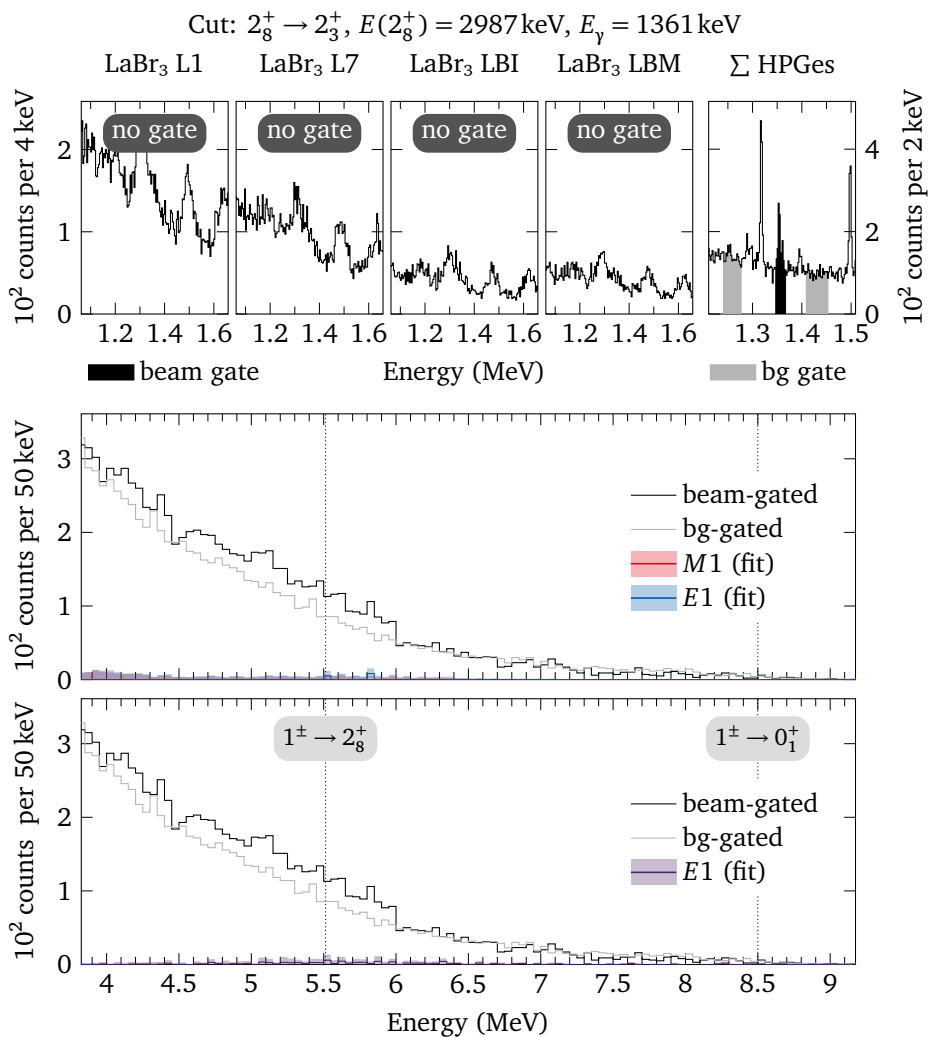 Cut: 2₈⁺ → 2₃⁺, E(2₈⁺) = 2987 keV, Eγ = 1361 keV
LaBr₃ L1 LaBr₃ L7 LaBr₃ LBI LaBr₃ LBM ∑ HPGes
no gate no gate no gate no gate
10² counts per 4 keV
0 1 2
10² counts per 2 keV
0 2 4
1.2 1.4 1.6 1.2 1.4 1.6 1.2 1.4 1.6 1.2 1.4 1.6 1.3 1.4 1.5
beam gate Energy (MeV) bg gate
10² counts per 50 keV
0 1 2 3
beam-gated
bg-gated
M1 (fit)
E1 (fit)
10² counts per 50 keV
0 1 2 3
1± → 2₈⁺ 1± → 0₁⁺
beam-gated
bg-gated
E1 (fit)
4 4.5 5 5.5 6 6.5 7 7.5 8 8.5 9
Energy (MeV)